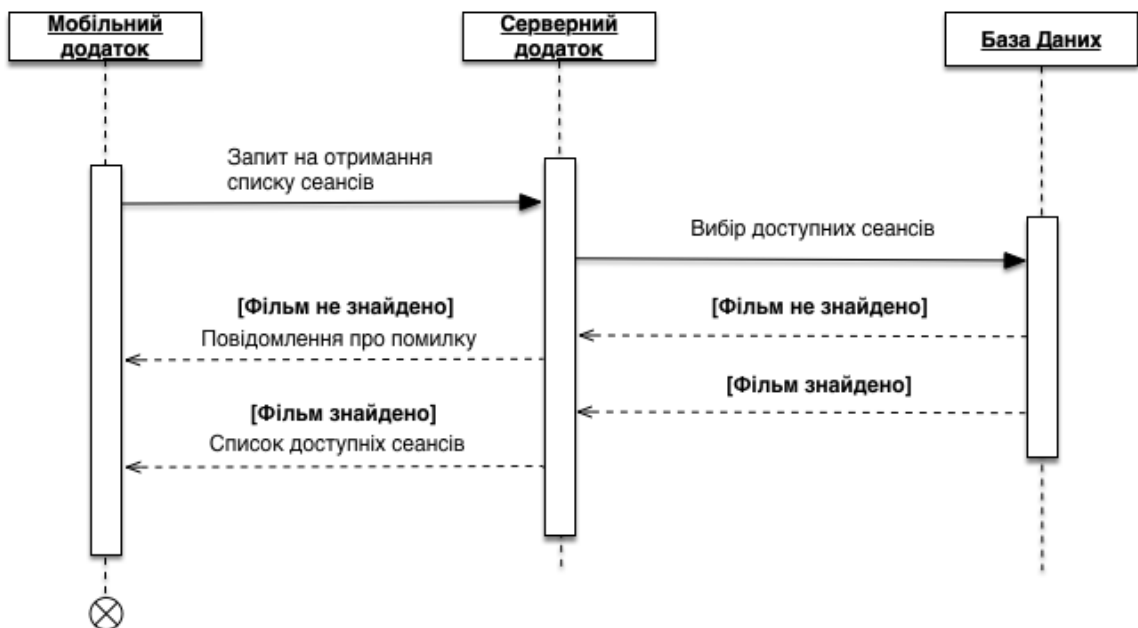 Мобільний
додаток
Серверний
додаток
База Даних
Запит на отримання
списку сеансів
Вибір доступних сеансів
[Фільм не знайдено]
Повідомлення про помилку
[Фільм не знайдено]
[Фільм знайдено]
[Фільм знайдено]
Список доступніх сеансів